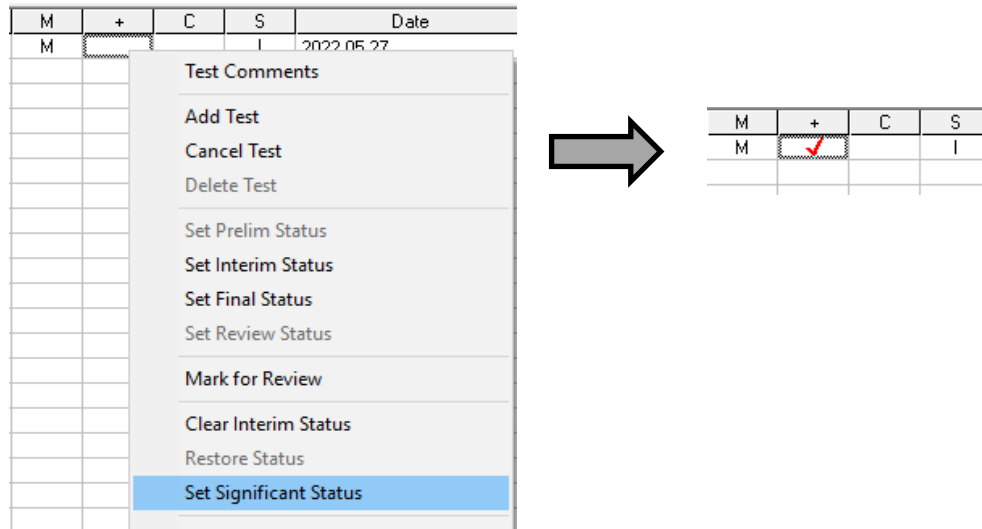 M + C S Date
M I 2022.05.27
Test Comments
Add Test
Cancel Test
Delete Test
Set Prelim Status
Set Interim Status
Set Final Status
Set Review Status
Mark for Review
Clear Interim Status
Restore Status
Set Significant Status
M + C S
M I